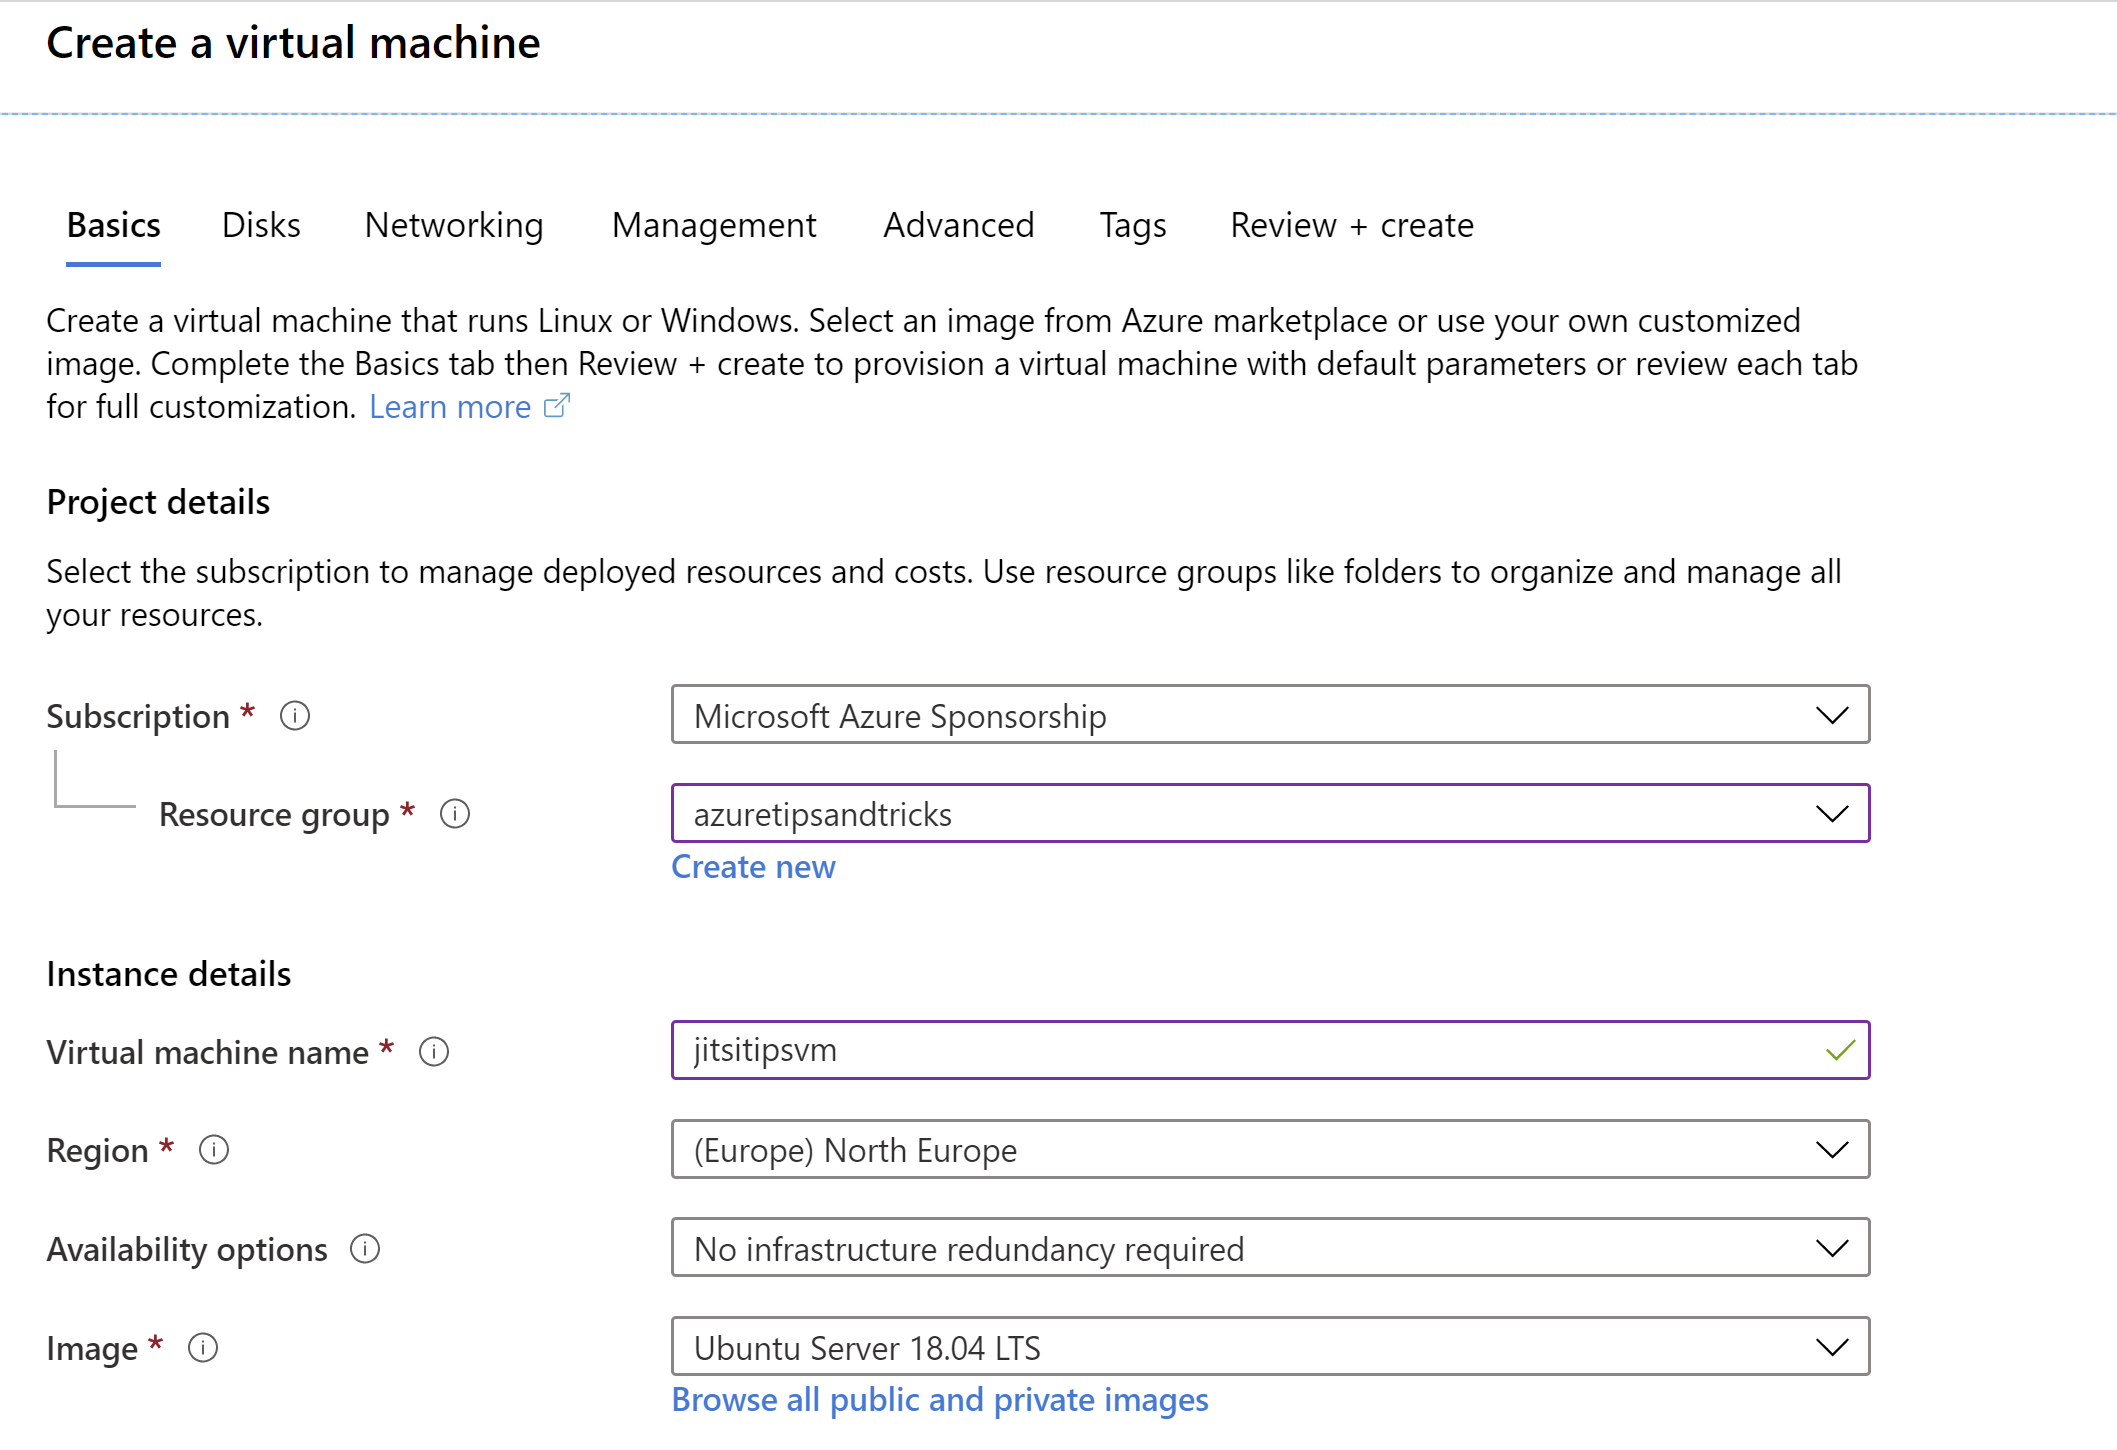 Create a virtual machine
Basics Disks Networking Management Advanced Tags Review + create
Create a virtual machine that runs Linux or Windows. Select an image from Azure marketplace or use your own customized
image. Complete the Basics tab then Review + create to provision a virtual machine with default parameters or review each tab
for full customization. Learn more
Project details
Select the subscription to manage deployed resources and costs. Use resource groups like folders to organize and manage all
your resources.
Subscription * Microsoft Azure Sponsorship
Resource group * azuretipsandtricks
Create new
Instance details
Virtual machine name * jitsitipsvm
Region * (Europe) North Europe
Availability options No infrastructure redundancy required
Image * Ubuntu Server 18.04 LTS
Browse all public and private images